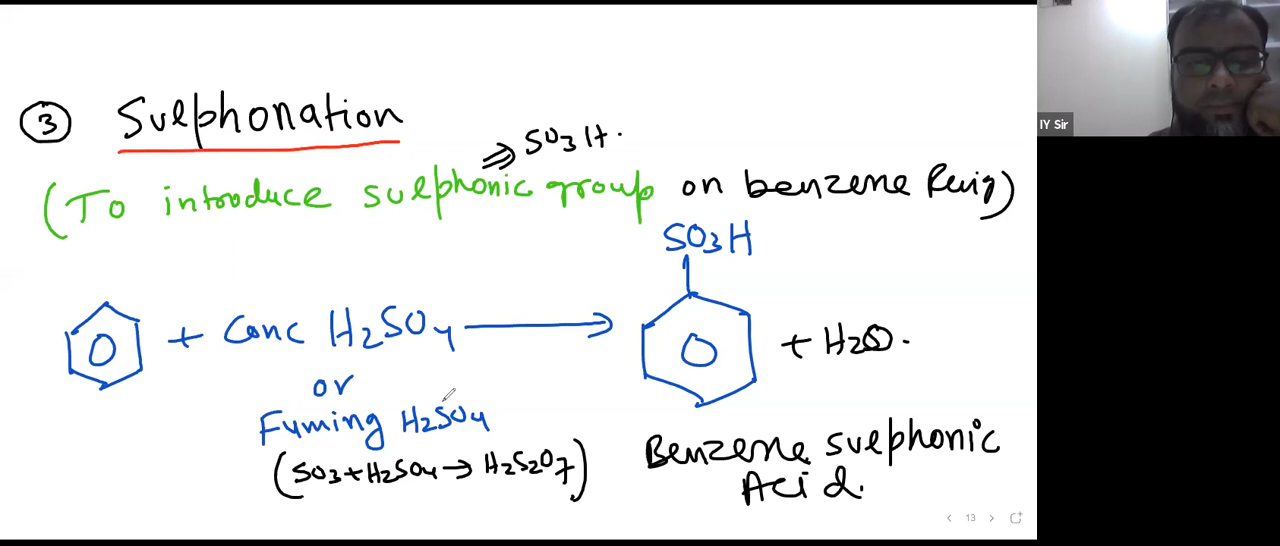 ③ Sulphonation
⇒ SO3H.
(To introduce sulphonic group on benzene Ring)
SO3H
+ Conc H2SO4 → + H2O.
or
Fuming H2SO4
(SO3 + H2SO4 → H2S2O7)
Benzene sulphonic
Acid.
IY Sir
13